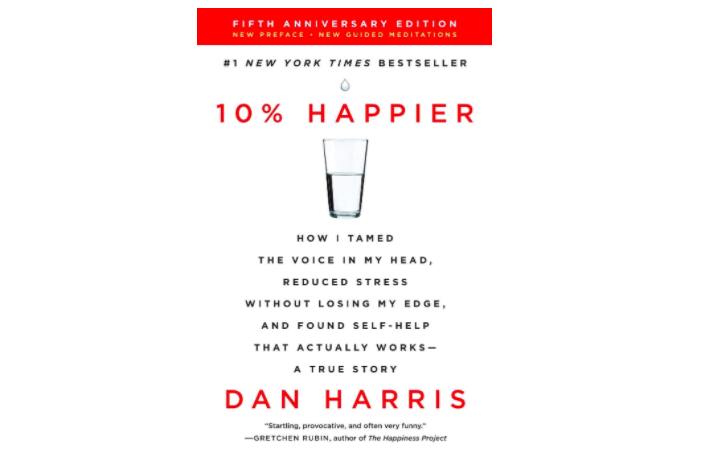 FIFTH ANNIVERSARY EDITION
NEW PREFACE • NEW GUIDED MEDITATIONS
#1 NEW YORK TIMES BESTSELLER
10% HAPPIER
HOW I TAMED
THE VOICE IN MY HEAD,
REDUCED STRESS
WITHOUT LOSING MY EDGE,
AND FOUND SELF-HELP
THAT ACTUALLY WORKS—
A TRUE STORY
DAN HARRIS
"Startling, provocative, and often very funny."
—GRETCHEN RUBIN, author of The Happiness Project